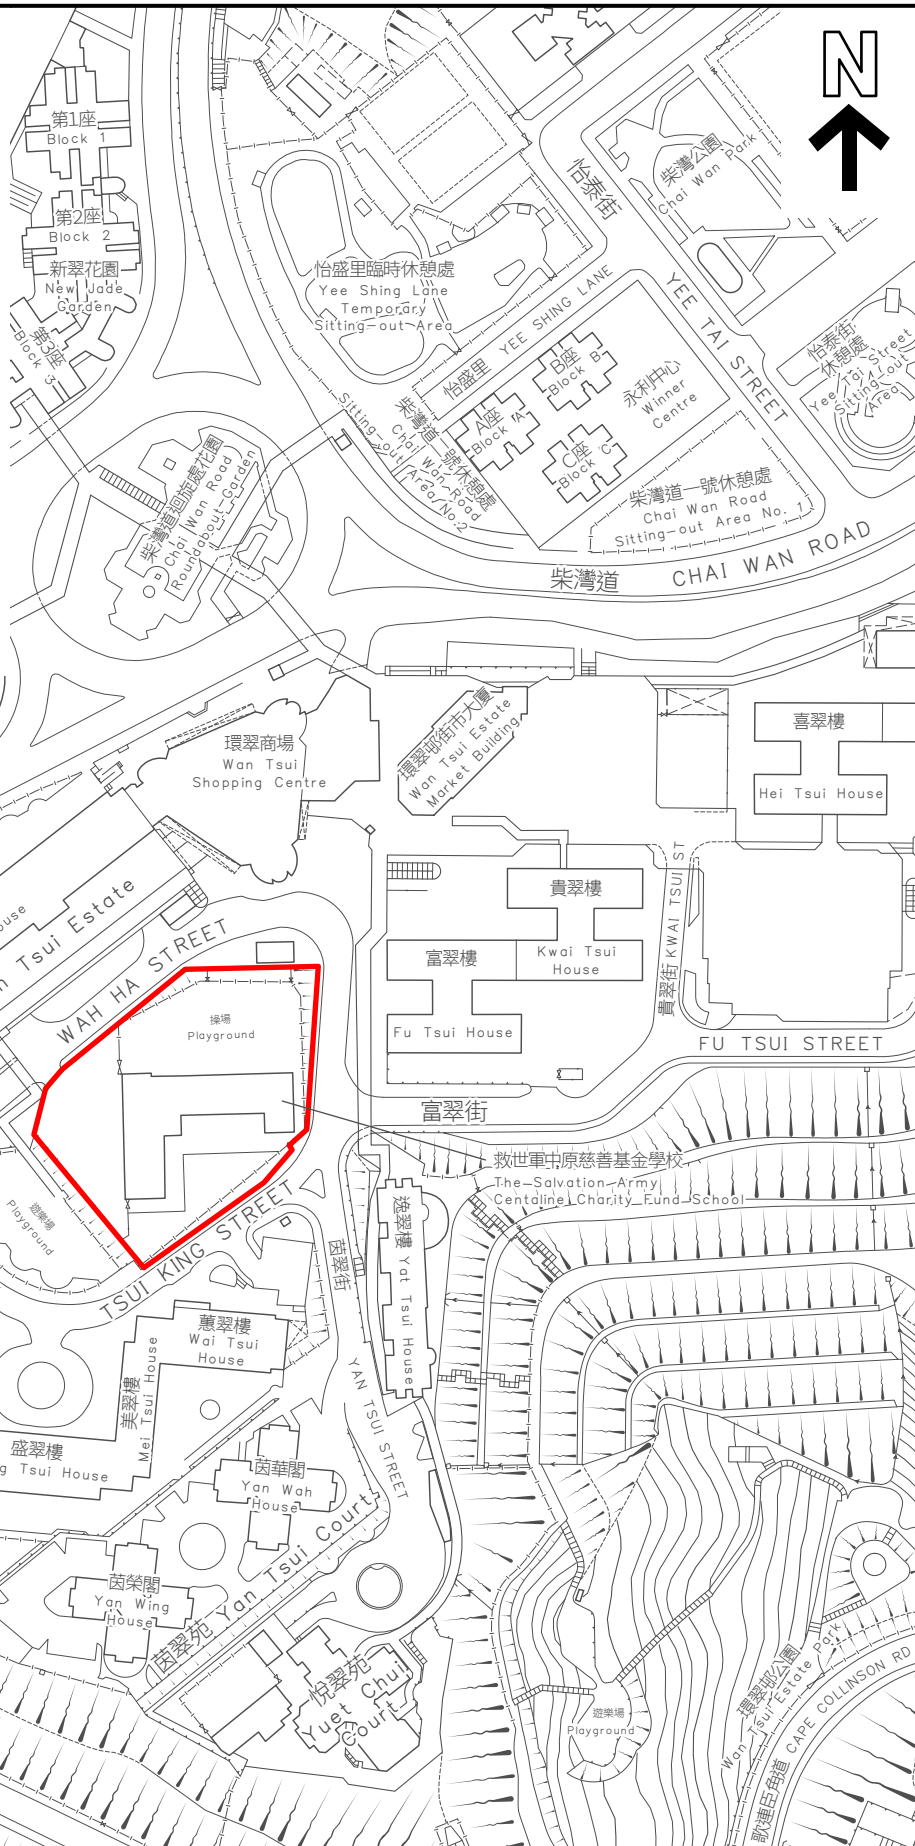 N
第1座
Block 1
第2座
Block 2
新翠花園
New Jade
Garden
第3座
Block 3
怡泰街
YEE TAI STREET
柴灣公園
Chai Wan Park
怡盛里臨時休憩處
Yee Shing Lane
Temporary
Sitting-out Area
怡盛里 YEE SHING LANE
怡泰街
休憩處
Yee Tai Street
Sitting-out
Area
A座
Block A
B座
Block B
C座
Block C
永利中心
Winner
Centre
柴灣道二號休憩處
Chai Wan Road
Sitting-out Area No.2
柴灣道一號休憩處
Chai Wan Road
Sitting-out Area No. 1
柴灣道迴旋處花園
Chai Wan Road
Roundabout Garden
柴灣道 CHAI WAN ROAD
環翠商場
Wan Tsui
Shopping Centre
環翠邨街市大廈
Wan Tsui Estate
Market Building
喜翠樓
Hei Tsui House
ouse
n Tsui Estate
WAH HA STREET
貴翠樓
Kwai Tsui
House
富翠樓
Fu Tsui House
貴翠街 KWAI TSUI ST
FU TSUI STREET
富翠街
操場
Playground
救世軍中原慈善基金學校
The Salvation Army
Centaline Charity Fund School
遊樂場
Playground
TSUI KING STREET
茵翠街
YAN TSUI STREET
逸翠樓 Yat Tsui House
蕙翠樓
Wai Tsui
House
美翠樓
Mei Tsui House
盛翠樓
g Tsui House
茵華閣
Yan Wah
House
茵榮閣
Yan Wing
House
茵翠苑 Yan Tsui Court
悅翠苑
Yuet Chui
Court
遊樂場
Playground
環翠邨公園
Wan Tsui Estate Park
歌連臣角道 CAPE COLLINSON RD